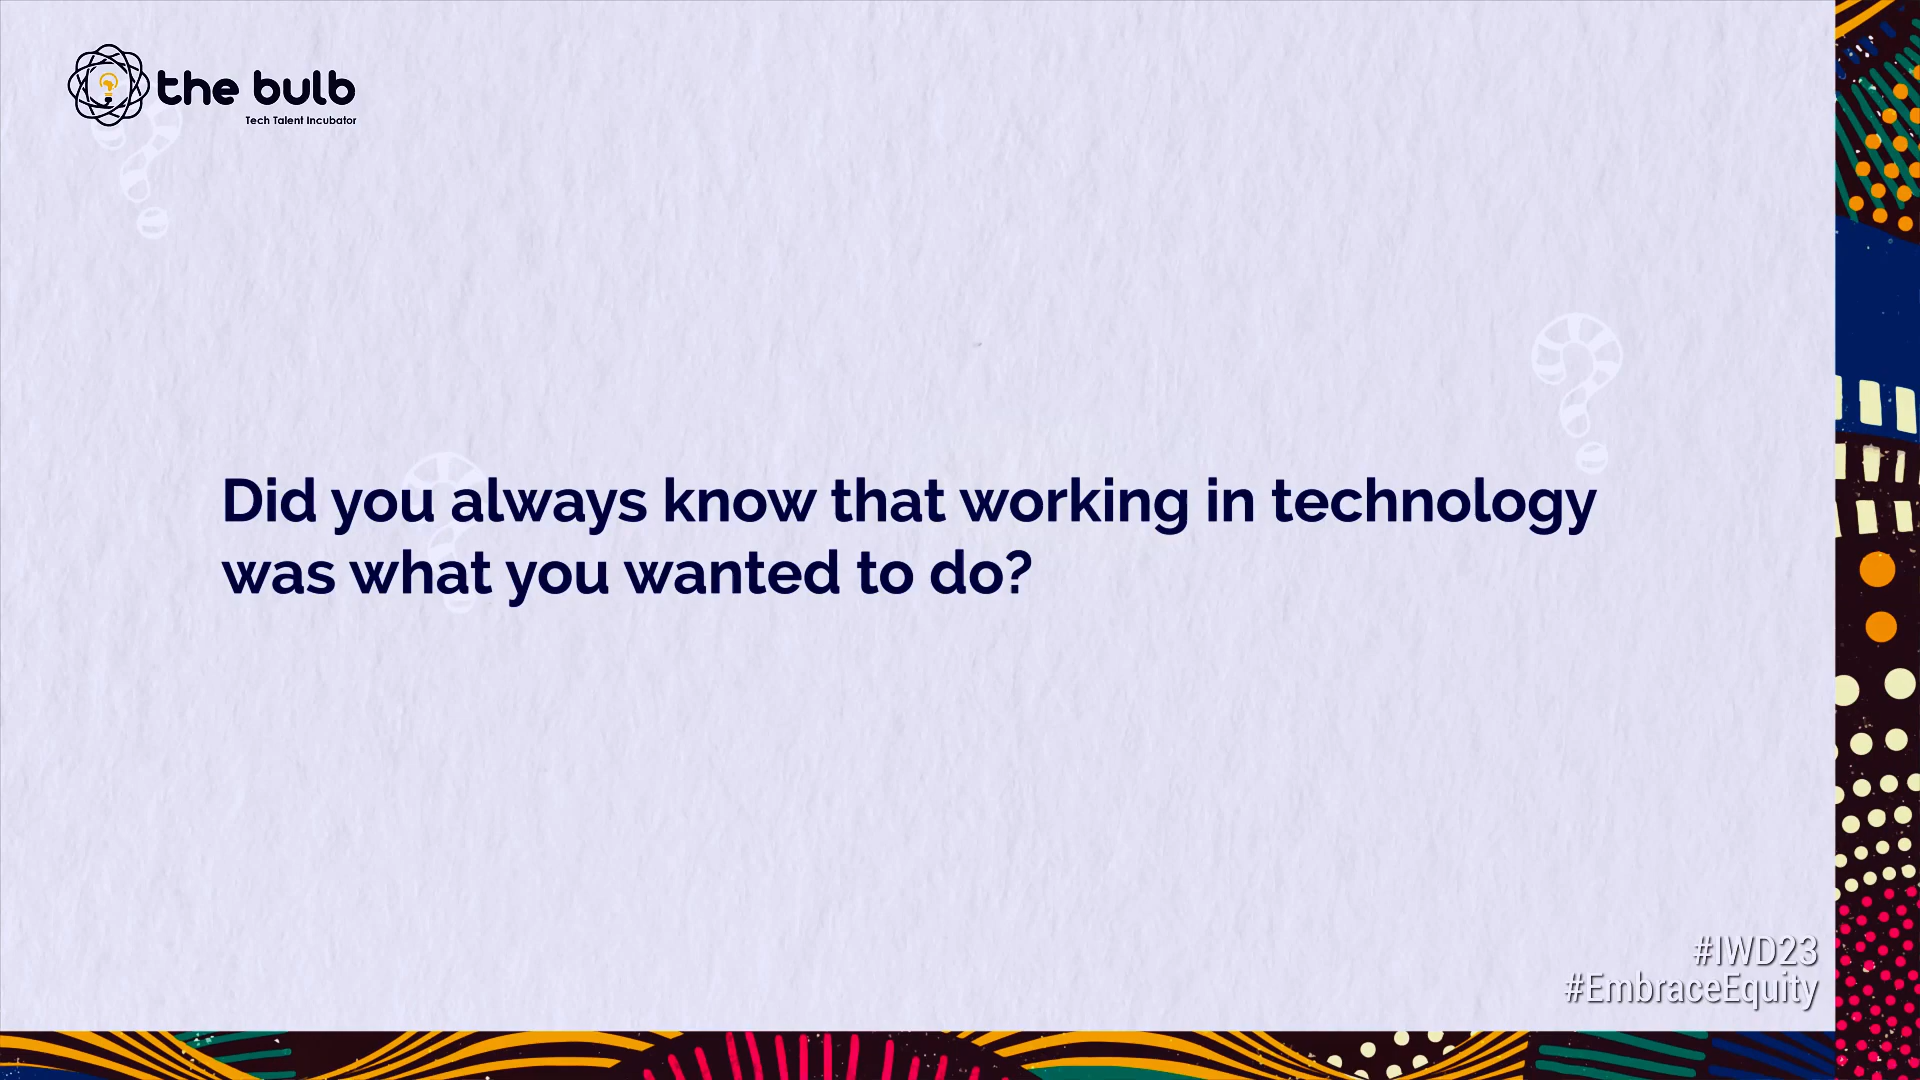 the bulb
Tech Talent Incubator
Did you always know that working in technology
was what you wanted to do?
#IWD23
#EmbraceEquity